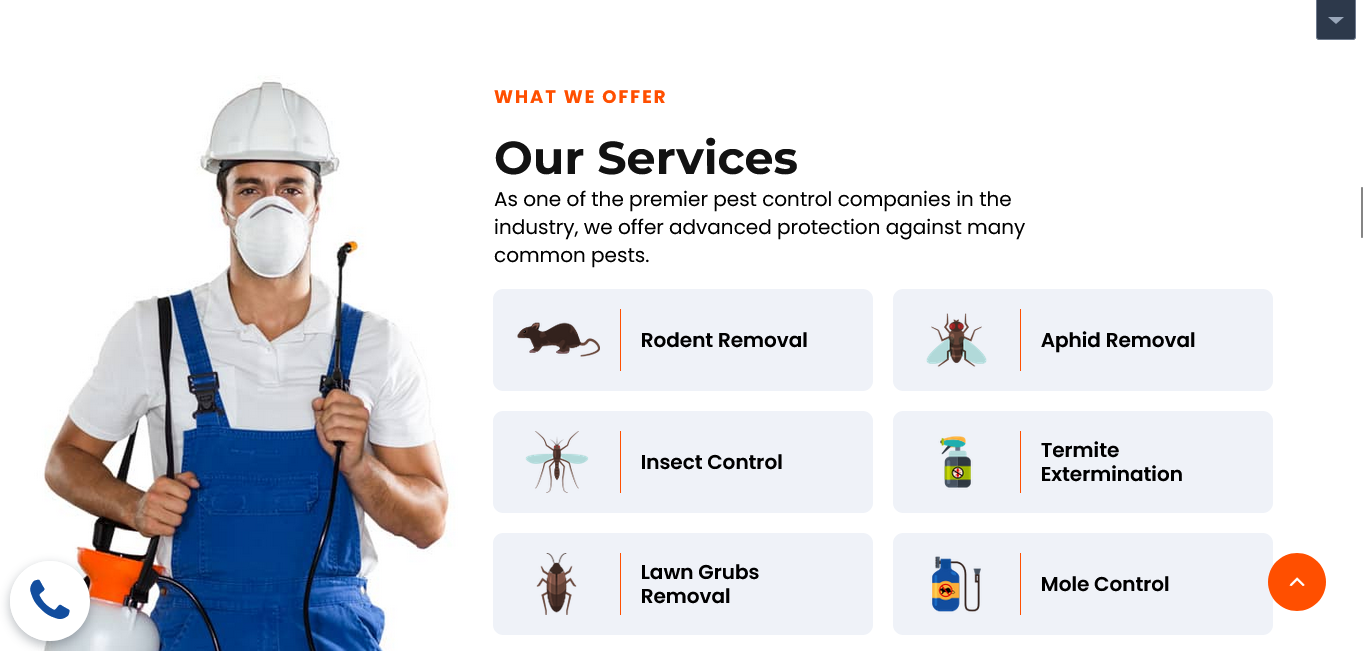 WHAT WE OFFER
Our Services
As one of the premier pest control companies in the
industry, we offer advanced protection against many
common pests.
Rodent Removal
Aphid Removal
Insect Control
Termite
Extermination
Lawn Grubs
Removal
Mole Control